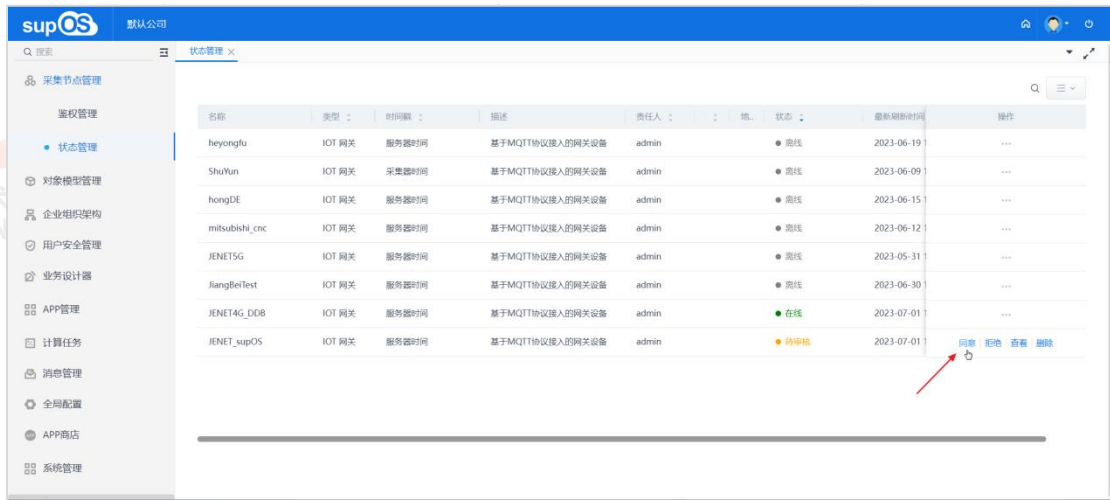 supOS 默认公司
搜索 状态管理
采集节点管理
鉴权管理
状态管理
对象模型管理
企业组织架构
用户安全管理
业务设计器
APP管理
计算任务
消息管理
全局配置
APP商店
系统管理
名称 类型 时间戳 描述 责任人 地.. 状态 最新刷新时间 操作
heyongfu IOT 网关 服务器时间 基于MQTT协议接入的网关设备 admin 离线 2023-06-19 1 ...
ShuYun IOT 网关 采集器时间 基于MQTT协议接入的网关设备 admin 离线 2023-06-09 1 ...
hongDE IOT 网关 服务器时间 基于MQTT协议接入的网关设备 admin 离线 2023-06-15 1 ...
mitsubishi_cnc IOT 网关 服务器时间 基于MQTT协议接入的网关设备 admin 离线 2023-06-12 1 ...
JENET5G IOT 网关 服务器时间 基于MQTT协议接入的网关设备 admin 离线 2023-05-31 1 ...
JiangBeiTest IOT 网关 服务器时间 基于MQTT协议接入的网关设备 admin 离线 2023-06-30 1 ...
JENET4G_DDB IOT 网关 服务器时间 基于MQTT协议接入的网关设备 admin 在线 2023-07-01 1 ...
JENET_supOS IOT 网关 服务器时间 基于MQTT协议接入的网关设备 admin 待审核 2023-07-01 1 同意 拒绝 查看 删除